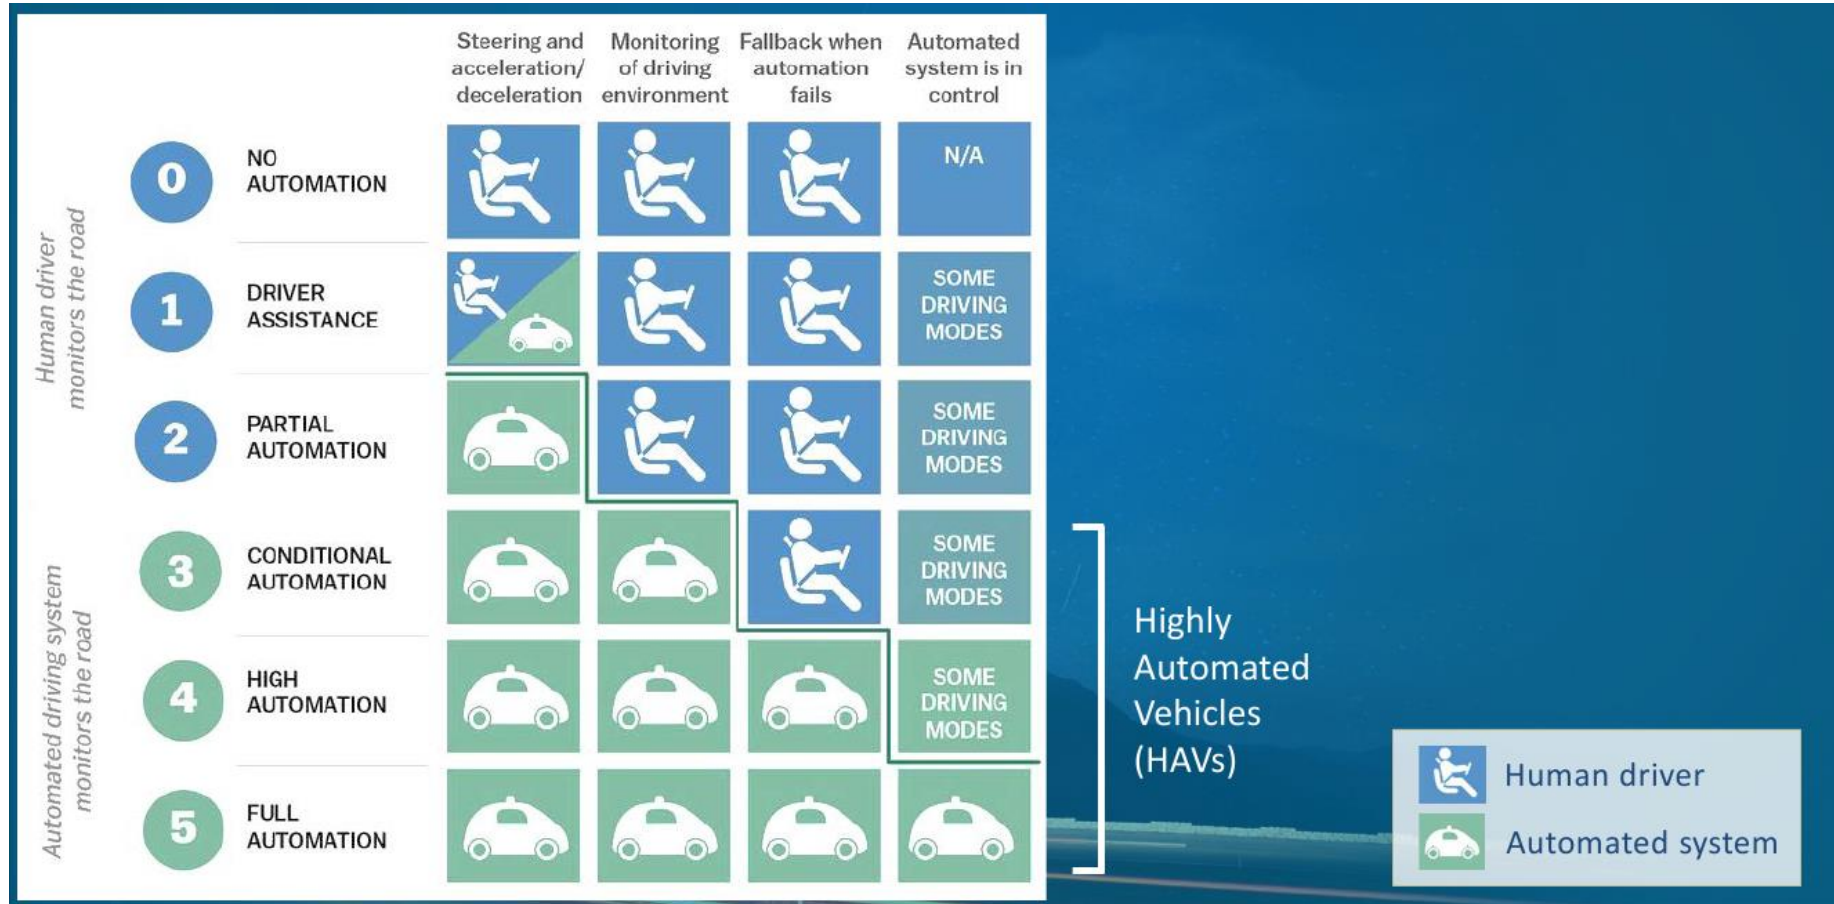 Steering and
acceleration/
deceleration
Monitoring
of driving
environment
Fallback when
automation
fails
Automated
system is in
control
Human driver
monitors the road
0
NO
AUTOMATION
N/A
1
DRIVER
ASSISTANCE
SOME
DRIVING
MODES
2
PARTIAL
AUTOMATION
SOME
DRIVING
MODES
Automated driving system
monitors the road
3
CONDITIONAL
AUTOMATION
SOME
DRIVING
MODES
4
HIGH
AUTOMATION
SOME
DRIVING
MODES
5
FULL
AUTOMATION
Highly
Automated
Vehicles
(HAVs)
Human driver
Automated system